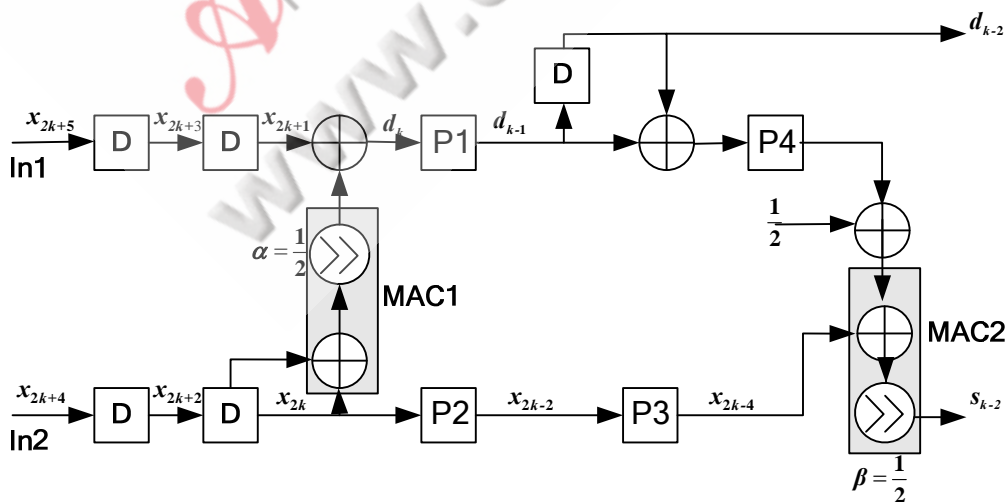 d_{k-2}
D
x_{2k+5} x_{2k+3} x_{2k+1} d_k d_{k-1}
D D P1 P4
In1
1/2
α = 1/2
MAC1
MAC2
x_{2k+4} x_{2k+2} x_{2k} x_{2k-2} x_{2k-4} s_{k-2}
D D P2 P3
In2
β = 1/2
www.